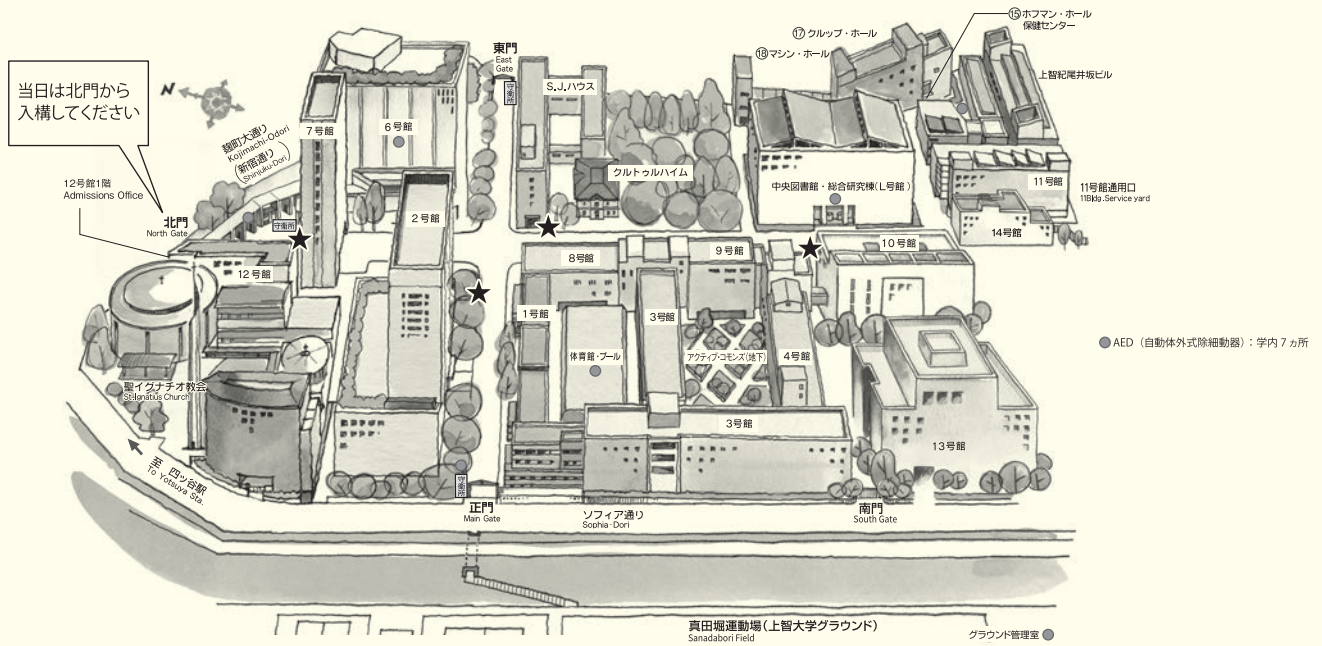 ⑮ホフマン・ホール
保健センター
⑰クルップ・ホール
⑱マシン・ホール
上智紀尾井坂ビル
東門
East
Gate
守衛所
S.J.ハウス
当日は北門から
入構してください
N
麹町大通り
Kojimachi-Odori
(新宿通り)
Shinjuku-Dori
7号館
6号館
クルトゥルハイム
中央図書館・総合研究棟(L号館)
11号館
11号館通用口
11Bldg.Service yard
14号館
12号館1階
Admissions Office
北門
North Gate
守衛所
2号館
12号館
8号館
9号館
10号館
1号館
3号館
体育館・プール
アクティブ・コモンズ(地下)
4号館
AED(自動体外式除細動器):学内7ヵ所
聖イグナチオ教会
St.Ignatius Church
3号館
13号館
至 四ッ谷駅
To Yotsuya Sta.
守衛所
正門
Main Gate
ソフィア通り
Sophia-Dori
南門
South Gate
真田堀運動場(上智大学グラウンド)
Sanadabori Field
グラウンド管理室